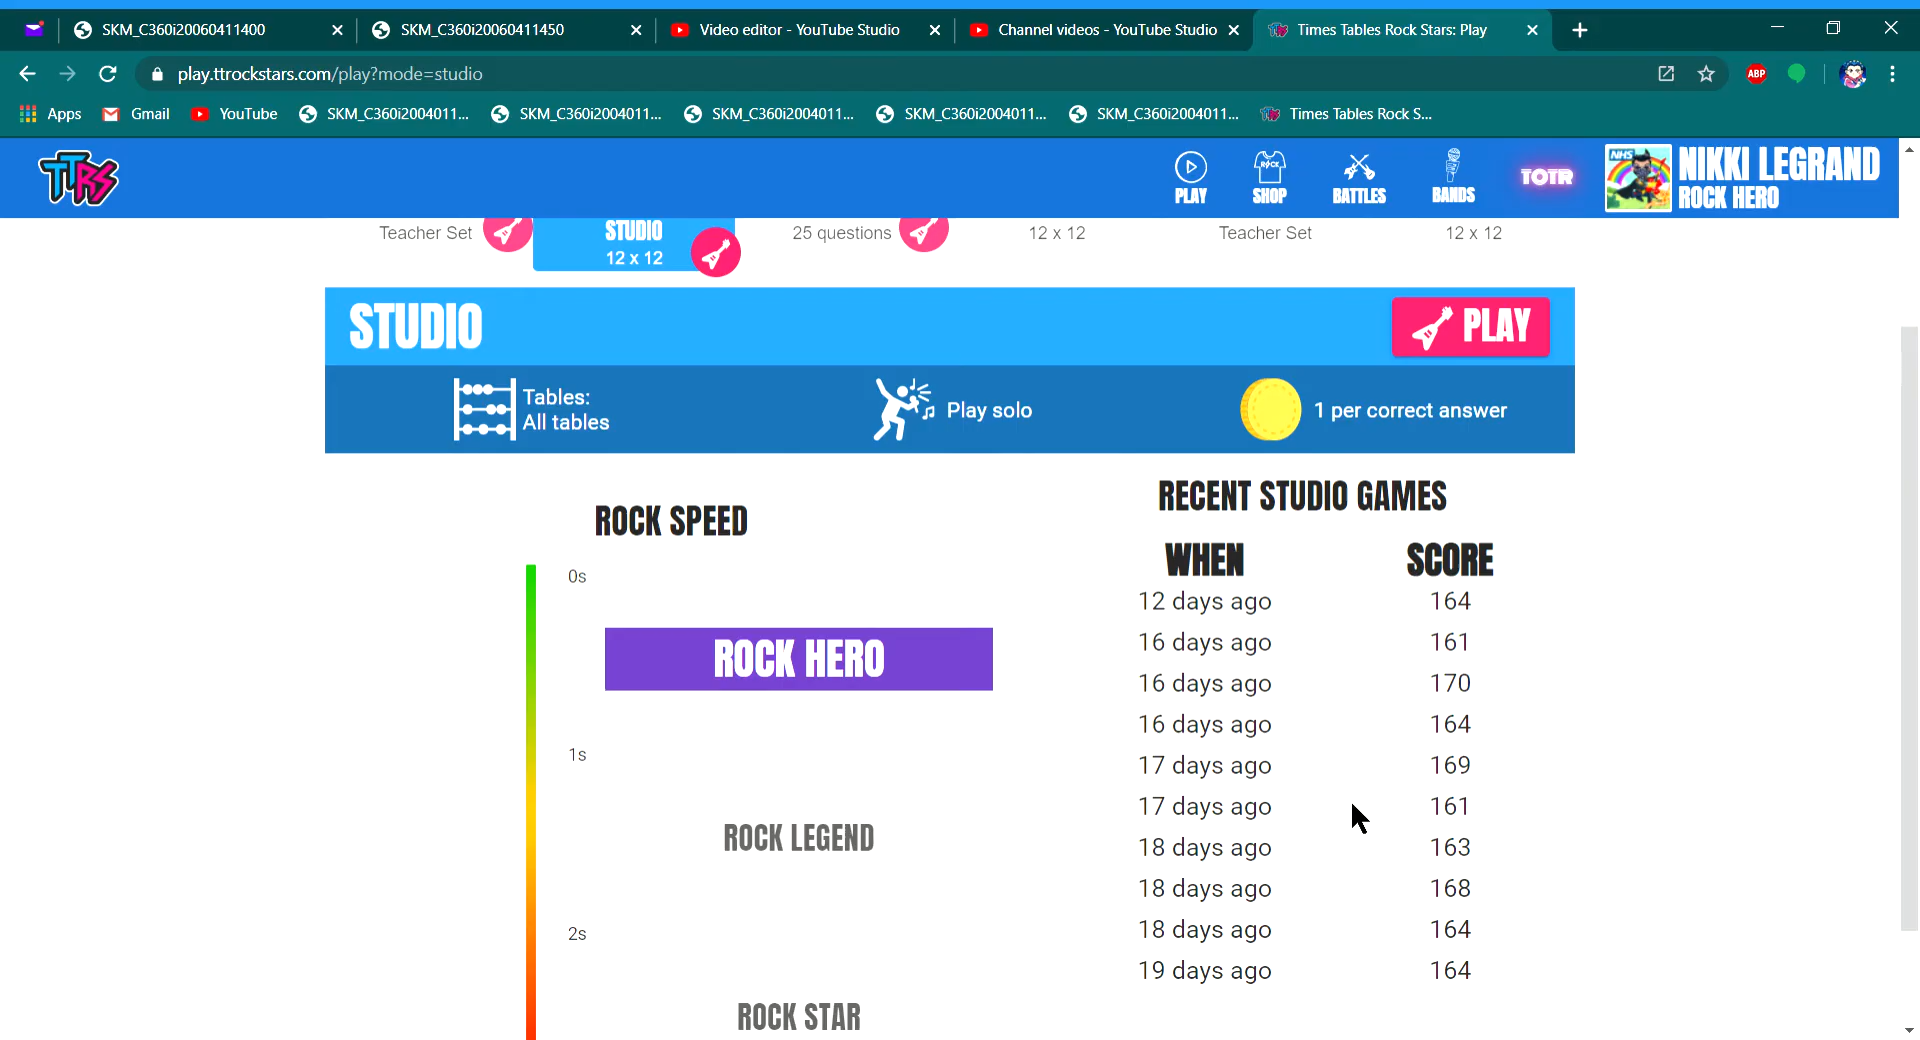 SKM_C360i20060411400
SKM_C360i20060411450
Video editor - YouTube Studio
Channel videos - YouTube Studio
Times Tables Rock Stars: Play
play.ttrockstars.com/play?mode=studio
ABP
Apps
Gmail
YouTube
SKM_C360i2004011...
SKM_C360i2004011...
SKM_C360i2004011...
SKM_C360i2004011...
SKM_C360i2004011...
Times Tables Rock S...
TTRS
PLAY
ROCK
SHOP
BATTLES
BANDS
TOTR
NHS
NIKKI LEGRAND
ROCK HERO
Teacher Set
STUDIO
12 x 12
25 questions
12 x 12
Teacher Set
12 x 12
STUDIO
PLAY
Tables:
All tables
Play solo
1 per correct answer
ROCK SPEED
0s
ROCK HERO
1s
ROCK LEGEND
2s
ROCK STAR
RECENT STUDIO GAMES
WHEN SCORE
12 days ago 164
16 days ago 161
16 days ago 170
16 days ago 164
17 days ago 169
17 days ago 161
18 days ago 163
18 days ago 168
18 days ago 164
19 days ago 164